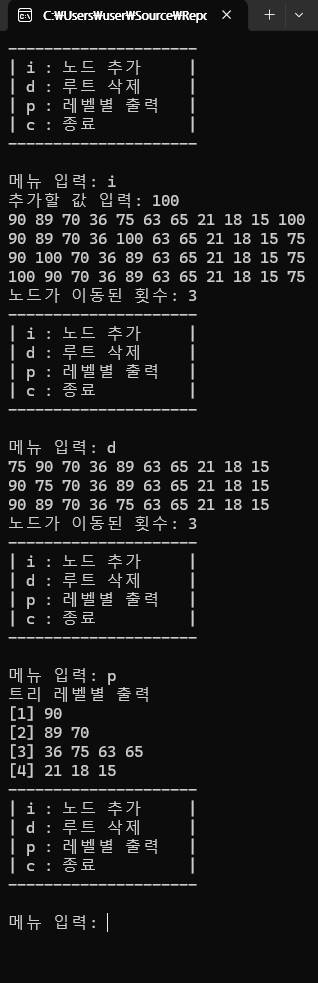 C:\Users\user\Source\Repo
--------------------
| i : 노드 추가 |
| d : 루트 삭제 |
| p : 레벨별 출력 |
| c : 종료 |
--------------------
메뉴 입력: i
추가할 값 입력: 100
90 89 70 36 75 63 65 21 18 15 100
90 89 70 36 100 63 65 21 18 15 75
90 100 70 36 89 63 65 21 18 15 75
100 90 70 36 89 63 65 21 18 15 75
노드가 이동된 횟수: 3
--------------------
| i : 노드 추가 |
| d : 루트 삭제 |
| p : 레벨별 출력 |
| c : 종료 |
--------------------
메뉴 입력: d
75 90 70 36 89 63 65 21 18 15
90 75 70 36 89 63 65 21 18 15
90 89 70 36 75 63 65 21 18 15
노드가 이동된 횟수: 3
--------------------
| i : 노드 추가 |
| d : 루트 삭제 |
| p : 레벨별 출력 |
| c : 종료 |
--------------------
메뉴 입력: p
트리 레벨별 출력
[1] 90
[2] 89 70
[3] 36 75 63 65
[4] 21 18 15
--------------------
| i : 노드 추가 |
| d : 루트 삭제 |
| p : 레벨별 출력 |
| c : 종료 |
--------------------
메뉴 입력: